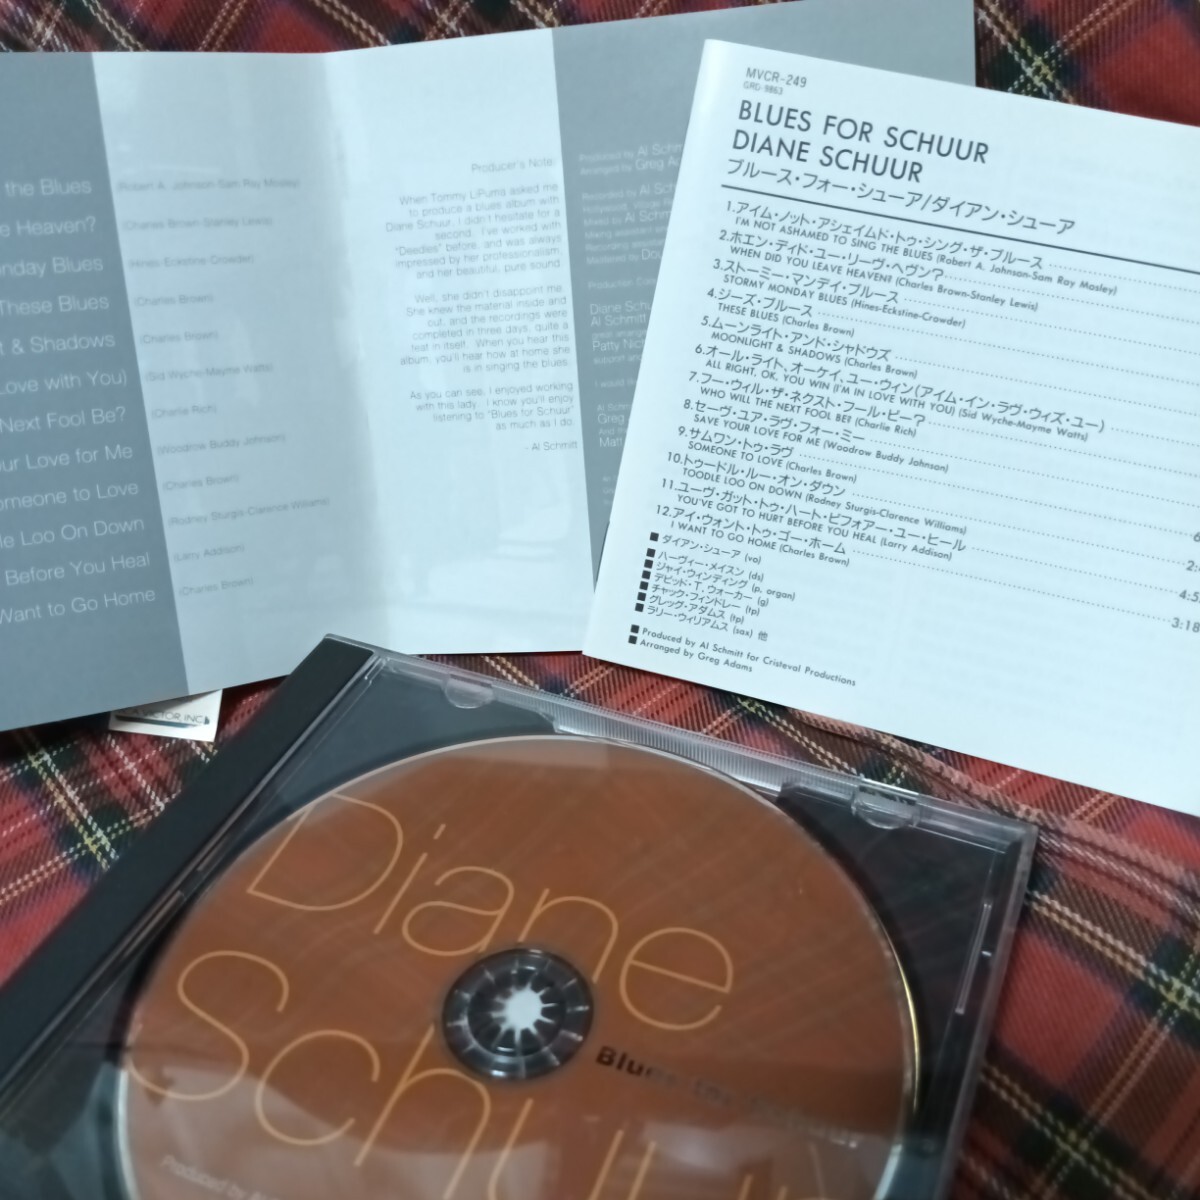 the Blues
(Robert A. Johnson-Sam Ray Mosley)
e Heaven?
(Charles Brown-Stanley Lewis)
onday Blues
(Hines-Eckstine-Crowder)
These Blues
(Charles Brown)
t & Shadows
(Charles Brown)
Love with You)
(Sid Wyche-Mayme Watts)
Next Fool Be?
(Charlie Rich)
our Love for Me
(Woodrow Buddy Johnson)
omeone to Love
(Charles Brown)
le Loo On Down
(Rodney Sturgis-Clarence Williams)
Before You Heal
(Larry Addison)
Want to Go Home
(Charles Brown)
Producer's Note:
When Tommy LiPuma asked me
to produce a blues album with
Diane Schuur, I didn't hesitate for a
second. I've worked with
"Deedles" before, and was always
impressed by her professionalism,
and her beautiful, pure sound.
Well, she didn't disappoint me.
She knew the material inside and
out, and the recordings were
completed in three days, quite a
feat in itself. When you hear this
album, you'll hear how at home she
is in singing the blues.
As you can see, I enjoyed working
with this lady. I know you'll enjoy
listening to "Blues for Schuur"
as much as I do.
- Al Schmitt
Produced by Al Schm
Arranged by Greg Ad
Diane Schu
Al Schmitt
Patty Nich
Greg
Matt
MVCR-249
GRD-9863
BLUES FOR SCHUUR
DIANE SCHUUR
ブルース・フォー・シューア/ダイアン・シューア
1.アイム・ノット・アシェイムド・トゥ・シング・ザ・ブルース
I'M NOT ASHAMED TO SING THE BLUES (Robert A. Johnson-Sam Ray Mosley)
2.ホエン・ディド・ユー・リーヴ・ヘヴン?
WHEN DID YOU LEAVE HEAVEN? (Charles Brown-Stanley Lewis)
3.ストーミー・マンデイ・ブルース
STORMY MONDAY BLUES (Hines-Eckstine-Crowder)
4.ジーズ・ブルース
THESE BLUES (Charles Brown)
5.ムーンライト・アンド・シャドウズ
MOONLIGHT & SHADOWS (Charles Brown)
6.オール・ライト、オーケイ、ユー・ウィン(アイム・イン・ラヴ・ウィズ・ユー)
ALL RIGHT, OK, YOU WIN (I'M IN LOVE WITH YOU) (Sid Wyche-Mayme Watts)
7.フー・ウィル・ザ・ネクスト・フール・ビー?
WHO WILL THE NEXT FOOL BE? (Charlie Rich)
8.セーヴ・ユア・ラヴ・フォー・ミー
SAVE YOUR LOVE FOR ME (Woodrow Buddy Johnson)
9.サムワン・トゥ・ラヴ
SOMEONE TO LOVE (Charles Brown)
10.トゥードル・ルー・オン・ダウン
TOODLE LOO ON DOWN (Rodney Sturgis-Clarence Williams)
11.ユーヴ・ガット・トゥ・ハート・ビフォアー・ユー・ヒール
YOU'VE GOT TO HURT BEFORE YOU HEAL (Larry Addison)
12.アイ・ウォント・トゥ・ゴー・ホーム
I WANT TO GO HOME (Charles Brown)
3:18
■ダイアン・シューア (vo)
■ハーヴィー・メイスン (ds)
■ジャイ・ウィンディング (p, organ)
■デビッド・T. ウォーカー (g)
■チャック・フィンドレー (tp)
■グレッグ・アダムス (tp)
■ラリー・ウィリアムス (sax) 他
■Produced by Al Schmitt for Cristeval Productions
■Arranged by Greg Adams
CTOR, INC.
Diane
Schuu
Blues for Schuur
Produced by Al